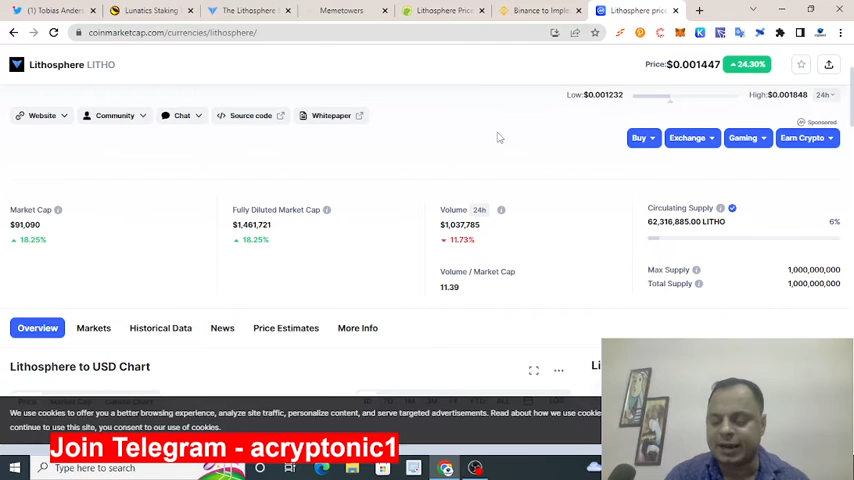 (1) Tobias Anders
Lunatics Staking
The Lithosphere
Memetowers
Lithosphere Price
Binance to Imple
Lithosphere price
coinmarketcap.com/currencies/lithosphere/
Lithosphere LITHO
Price: $0.001447 24.30%
Low: $0.001232
High: $0.001848 24h
Website
Community
Chat
Source code
Whitepaper
Sponsored
Buy
Exchange
Gaming
Earn Crypto
Market Cap
$91,090
18.25%
Fully Diluted Market Cap
$1,461,721
18.25%
Volume 24h
$1,037,785
11.73%
Volume / Market Cap
11.39
Circulating Supply
62,316,885.00 LITHO 6%
Max Supply 1,000,000,000
Total Supply 1,000,000,000
Overview
Markets
Historical Data
News
Price Estimates
More Info
Lithosphere to USD Chart
Li
We use cookies to offer you a better browsing experience, analyze site traffic, personalize content, and serve targeted advertisements. Read about how we use cookies
continue to use this site, you consent to our use of cookies.
Join Telegram - acryptonic1
Type here to search